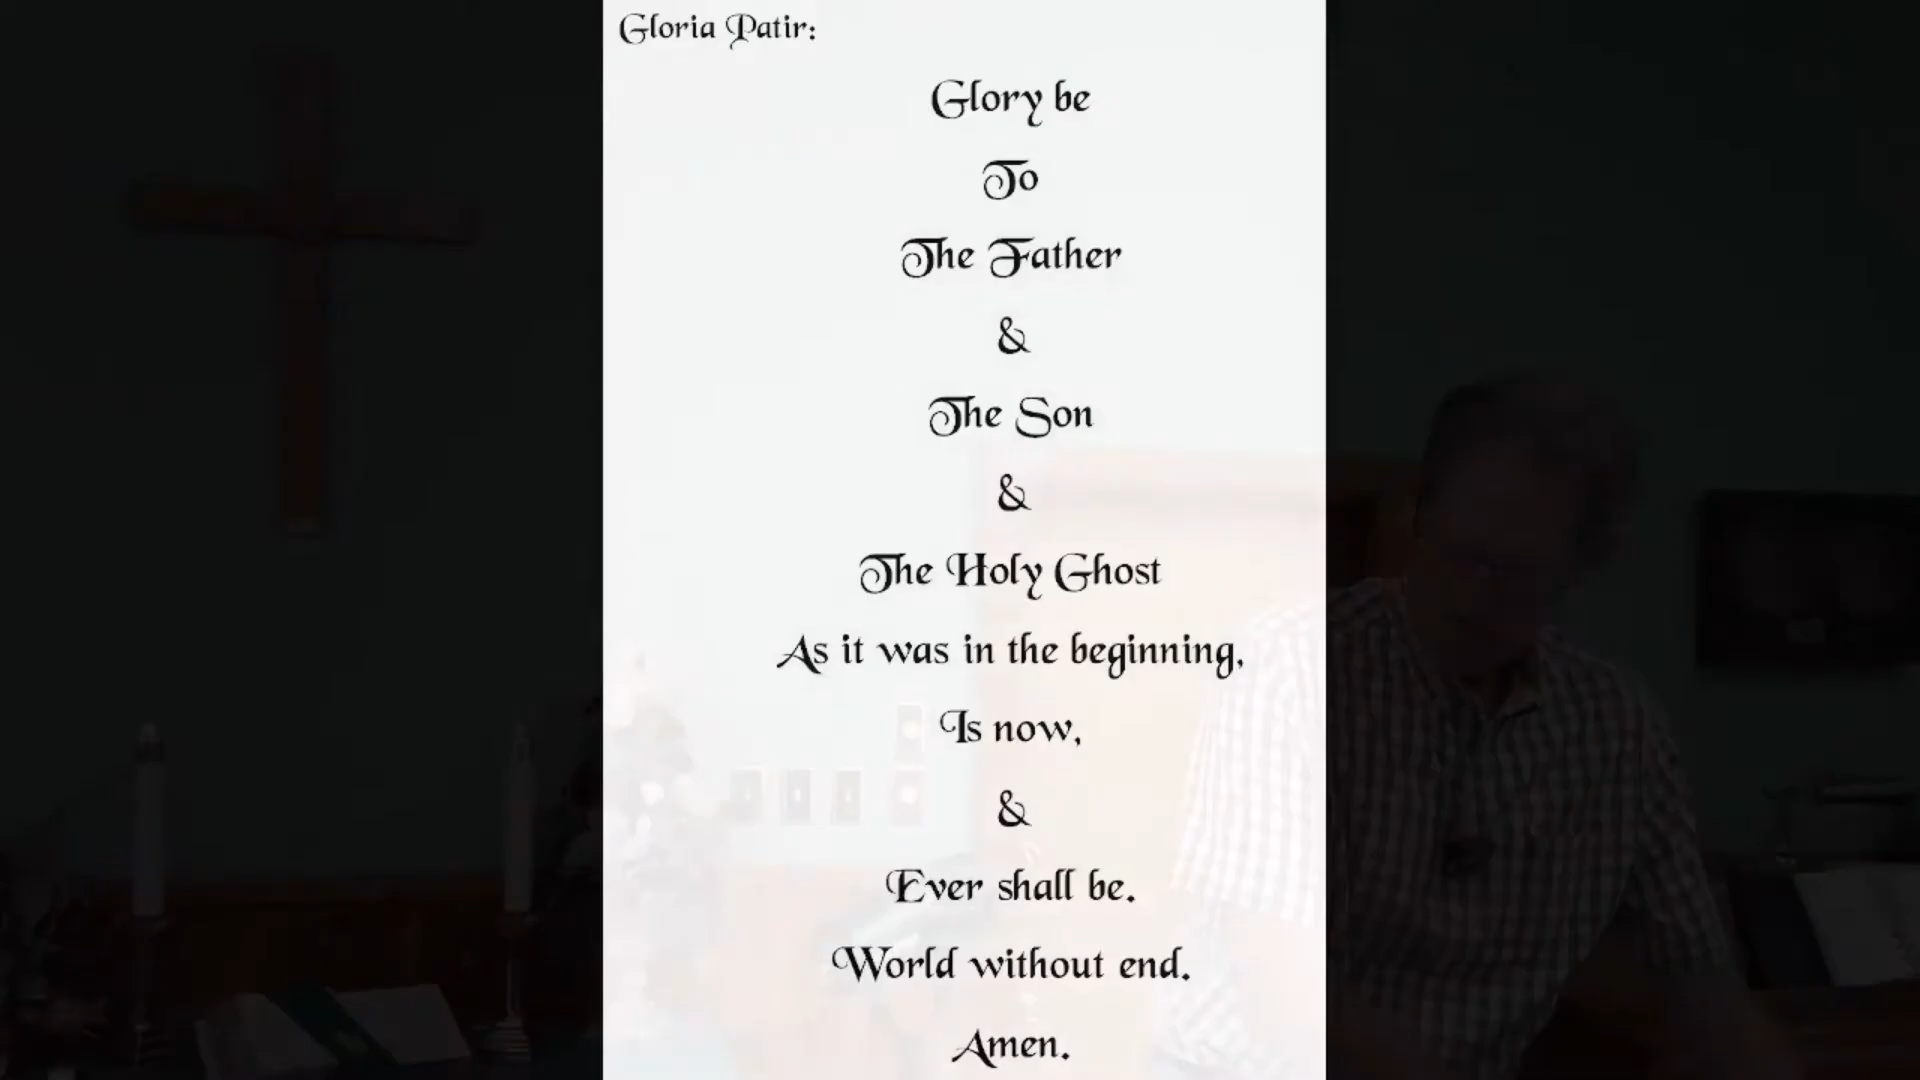 Gloria Patir:
Glory be
To
The Father
&
The Son
&
The Holy Ghost
As it was in the beginning,
Is now,
&
Ever shall be.
World without end.
Amen.